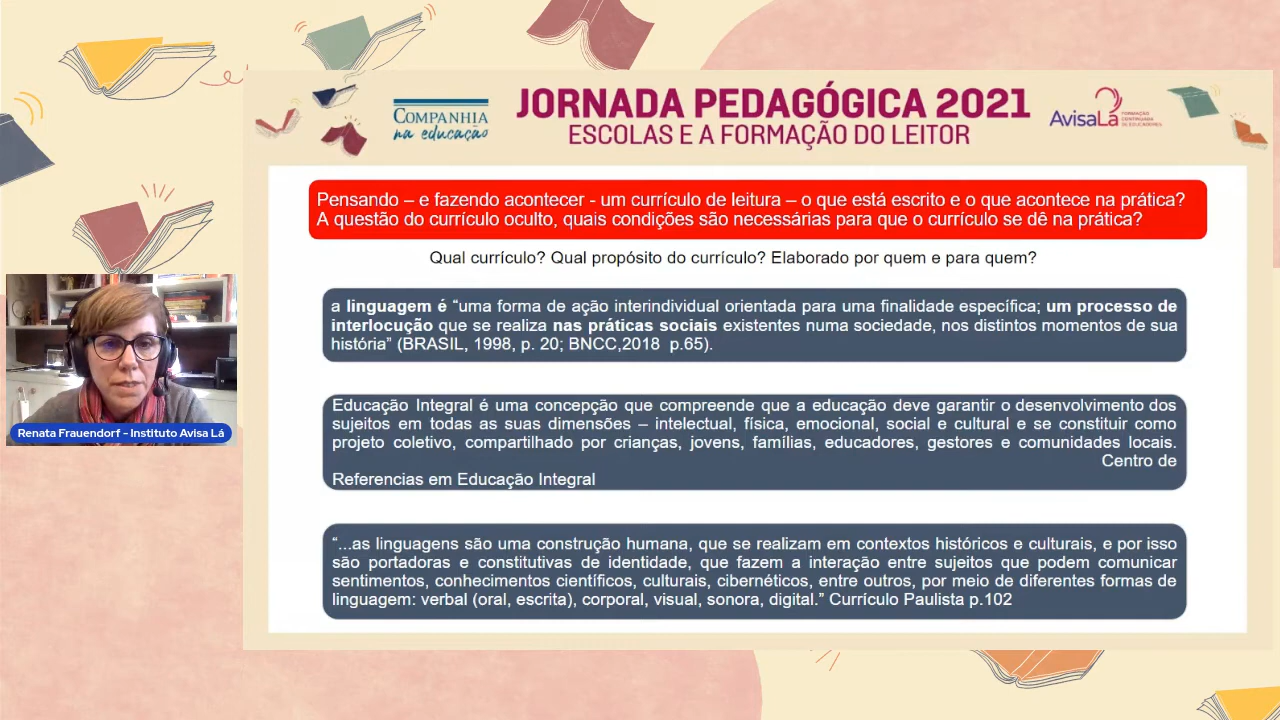 COMPANHIA
na educação
JORNADA PEDAGÓGICA 2021
ESCOLAS E A FORMAÇÃO DO LEITOR
AvisaLá
FORMAÇÃO
CONTINUADA
DE EDUCADORES
Pensando – e fazendo acontecer - um currículo de leitura – o que está escrito e o que acontece na prática?
A questão do currículo oculto, quais condições são necessárias para que o currículo se dê na prática?
Qual currículo? Qual propósito do currículo? Elaborado por quem e para quem?
a linguagem é “uma forma de ação interindividual orientada para uma finalidade específica; um processo de
interlocução que se realiza nas práticas sociais existentes numa sociedade, nos distintos momentos de sua
história” (BRASIL, 1998, p. 20; BNCC,2018 p.65).
Educação Integral é uma concepção que compreende que a educação deve garantir o desenvolvimento dos
sujeitos em todas as suas dimensões – intelectual, física, emocional, social e cultural e se constituir como
projeto coletivo, compartilhado por crianças, jovens, famílias, educadores, gestores e comunidades locais.
Centro de
Referencias em Educação Integral
“...as linguagens são uma construção humana, que se realizam em contextos históricos e culturais, e por isso
são portadoras e constitutivas de identidade, que fazem a interação entre sujeitos que podem comunicar
sentimentos, conhecimentos científicos, culturais, cibernéticos, entre outros, por meio de diferentes formas de
linguagem: verbal (oral, escrita), corporal, visual, sonora, digital.” Currículo Paulista p.102
Renata Frauendorf – Instituto Avisa Lá